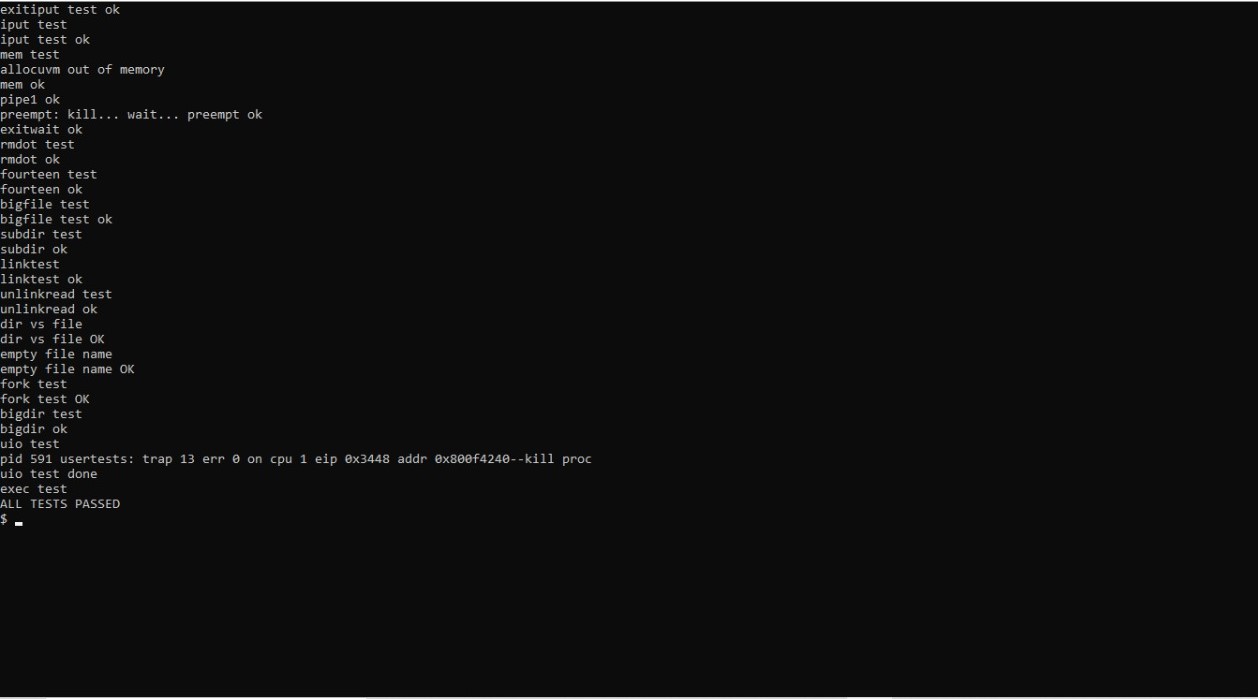 exitiput test ok
iput test
iput test ok
mem test
allocuvm out of memory
mem ok
pipe1 ok
preempt: kill... wait... preempt ok
exitwait ok
rmdot test
rmdot ok
fourteen test
fourteen ok
bigfile test
bigfile test ok
subdir test
subdir ok
linktest
linktest ok
unlinkread test
unlinkread ok
dir vs file
dir vs file OK
empty file name
empty file name OK
fork test
fork test OK
bigdir test
bigdir ok
uio test
pid 591 usertests: trap 13 err 0 on cpu 1 eip 0x3448 addr 0x800f4240--kill proc
uio test done
exec test
ALL TESTS PASSED
$